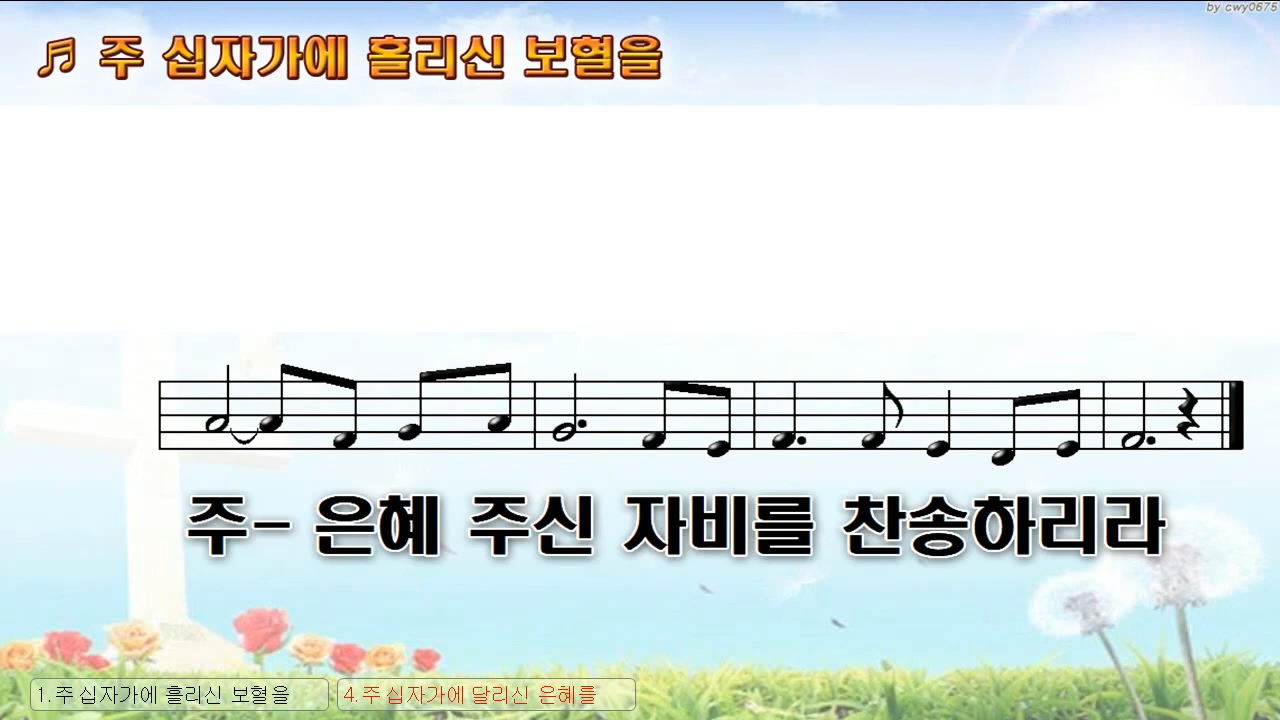 by cwy0675
주 십자가에 흘리신 보혈을
주- 은혜 주신 자비를 찬송하리라
1.주 십자가에 흘리신 보혈을
4.주 십자가에 달리신 은혜를